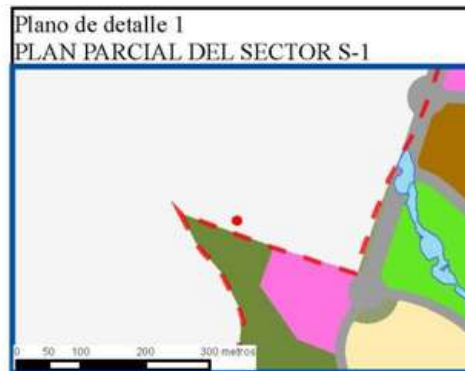 Plano de detalle 1
PLAN PARCIAL DEL SECTOR S-1
0 50 100 200 300 metros